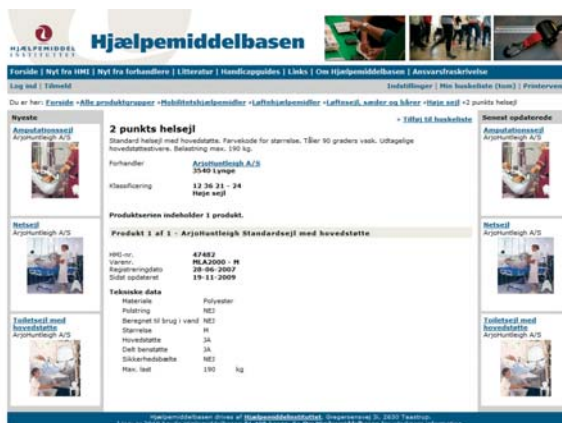 HJÆLPEMIDDEL
INSTITUTTET
Hjælpemiddelbasen
Forside | Nyt fra HMI | Nyt fra forhandlere | Litteratur | Handicapguides | Links | Om Hjælpemiddelbasen | Ansvarsfraskrivelse
Log ind | Tilmeld
Indstillinger | Min huskeliste (tom) | Printerven
Du er her: Forside »Alle produktgrupper »Mobilitetshjælpemidler »Løftehjælpemidler »Løftesejl, sæder og bårer »Høje sejl »2 punkts helsejl
Nyeste
Amputationssejl
ArjoHuntleigh A/S
Netsejl
ArjoHuntleigh A/S
Toiletsejl med
hovedstøtte
ArjoHuntleigh A/S
» Tilføj til huskeliste
2 punkts helsejl
Standard helsejl med hovedstøtte. Farvekode for størrelse. Tåler 90 graders vask. Udtagelige
hovedstøttestivere. Belastning max. 190 kg.
Forhandler ArjoHuntleigh A/S
3540 Lynge
Klassificering 12 36 21 - 24
Høje sejl
Produktserien indeholder 1 produkt.
Produkt 1 af 1 - ArjoHuntleigh Standardsejl med hovedstøtte
HMI-nr. 47482
Varenr. MLA2000 - M
Registreringdato 28-06-2007
Sidst opdateret 19-11-2009
Tekniske data
Materiale Polyester
Polstring NEJ
Beregnet til brug i vand NEJ
Størrelse M
Hovedstøtte JA
Delt benstøtte JA
Sikkerhedsbælte NEJ
Max. last 190 kg
Senest opdaterede
Amputationssejl
ArjoHuntleigh A/S
Netsejl
ArjoHuntleigh A/S
Toiletsejl med
hovedstøtte
ArjoHuntleigh A/S
Hjælpemiddelbasen drives af Hjælpemiddelinstituttet, Gregersensvej 38, 2630 Taastrup.